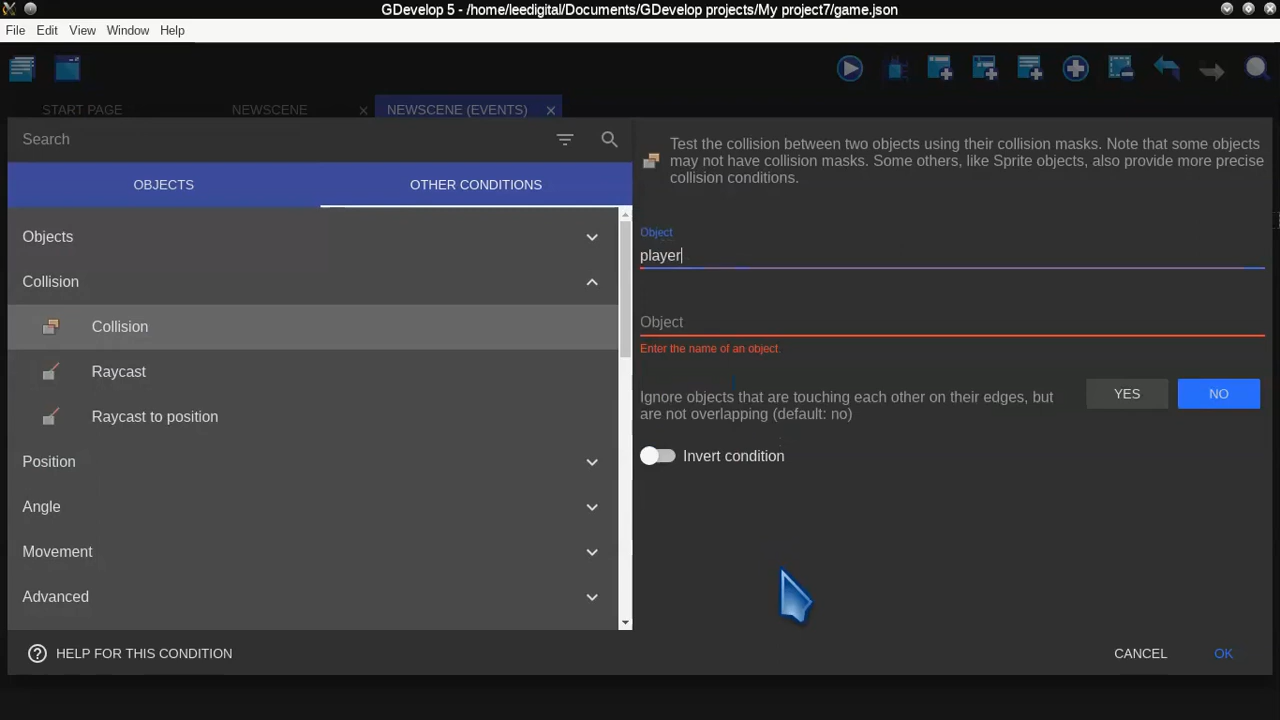 GDevelop 5 - /home/leedigital/Documents/GDevelop projects/My project7/game.json
File Edit View Window Help
START PAGE NEWSCENE × NEWSCENE (EVENTS) ×
Search
OBJECTS OTHER CONDITIONS
Objects
Collision
Collision
Raycast
Raycast to position
Position
Angle
Movement
Advanced
Test the collision between two objects using their collision masks. Note that some objects
may not have collision masks. Some others, like Sprite objects, also provide more precise
collision conditions.
Object
player
Object
Enter the name of an object.
Ignore objects that are touching each other on their edges, but
are not overlapping (default: no)
YES NO
Invert condition
HELP FOR THIS CONDITION
CANCEL OK